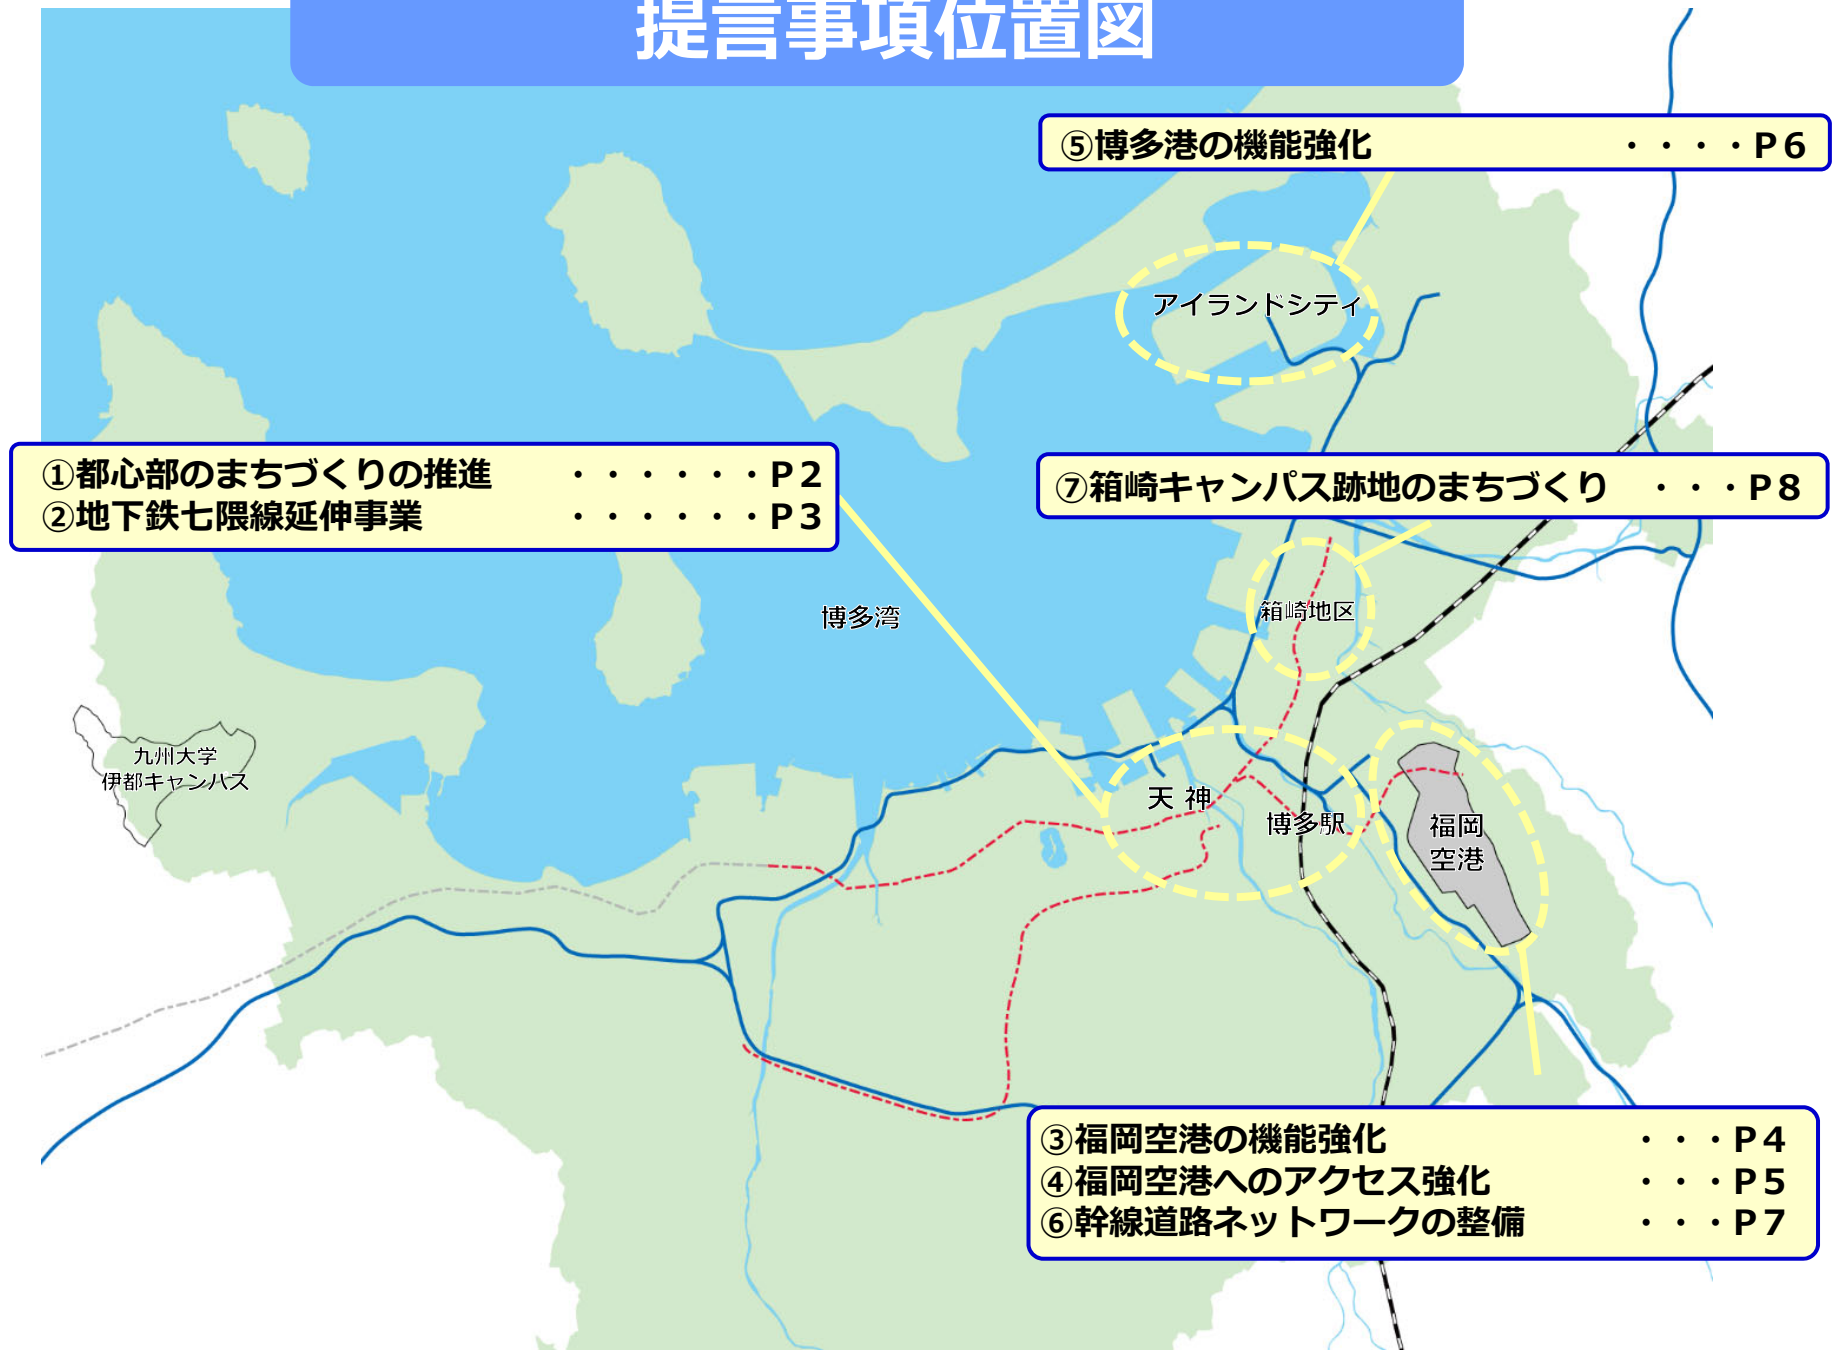 提言事項位置図
⑤博多港の機能強化 ・・・・P6
アイランドシティ
①都心部のまちづくりの推進 ・・・・・・P2
②地下鉄七隈線延伸事業 ・・・・・・P3
⑦箱崎キャンパス跡地のまちづくり ・・・P8
博多湾
箱崎地区
九州大学
伊都キャンパス
天 神
博多駅
福岡
空港
③福岡空港の機能強化 ・・・P4
④福岡空港へのアクセス強化 ・・・P5
⑥幹線道路ネットワークの整備 ・・・P7